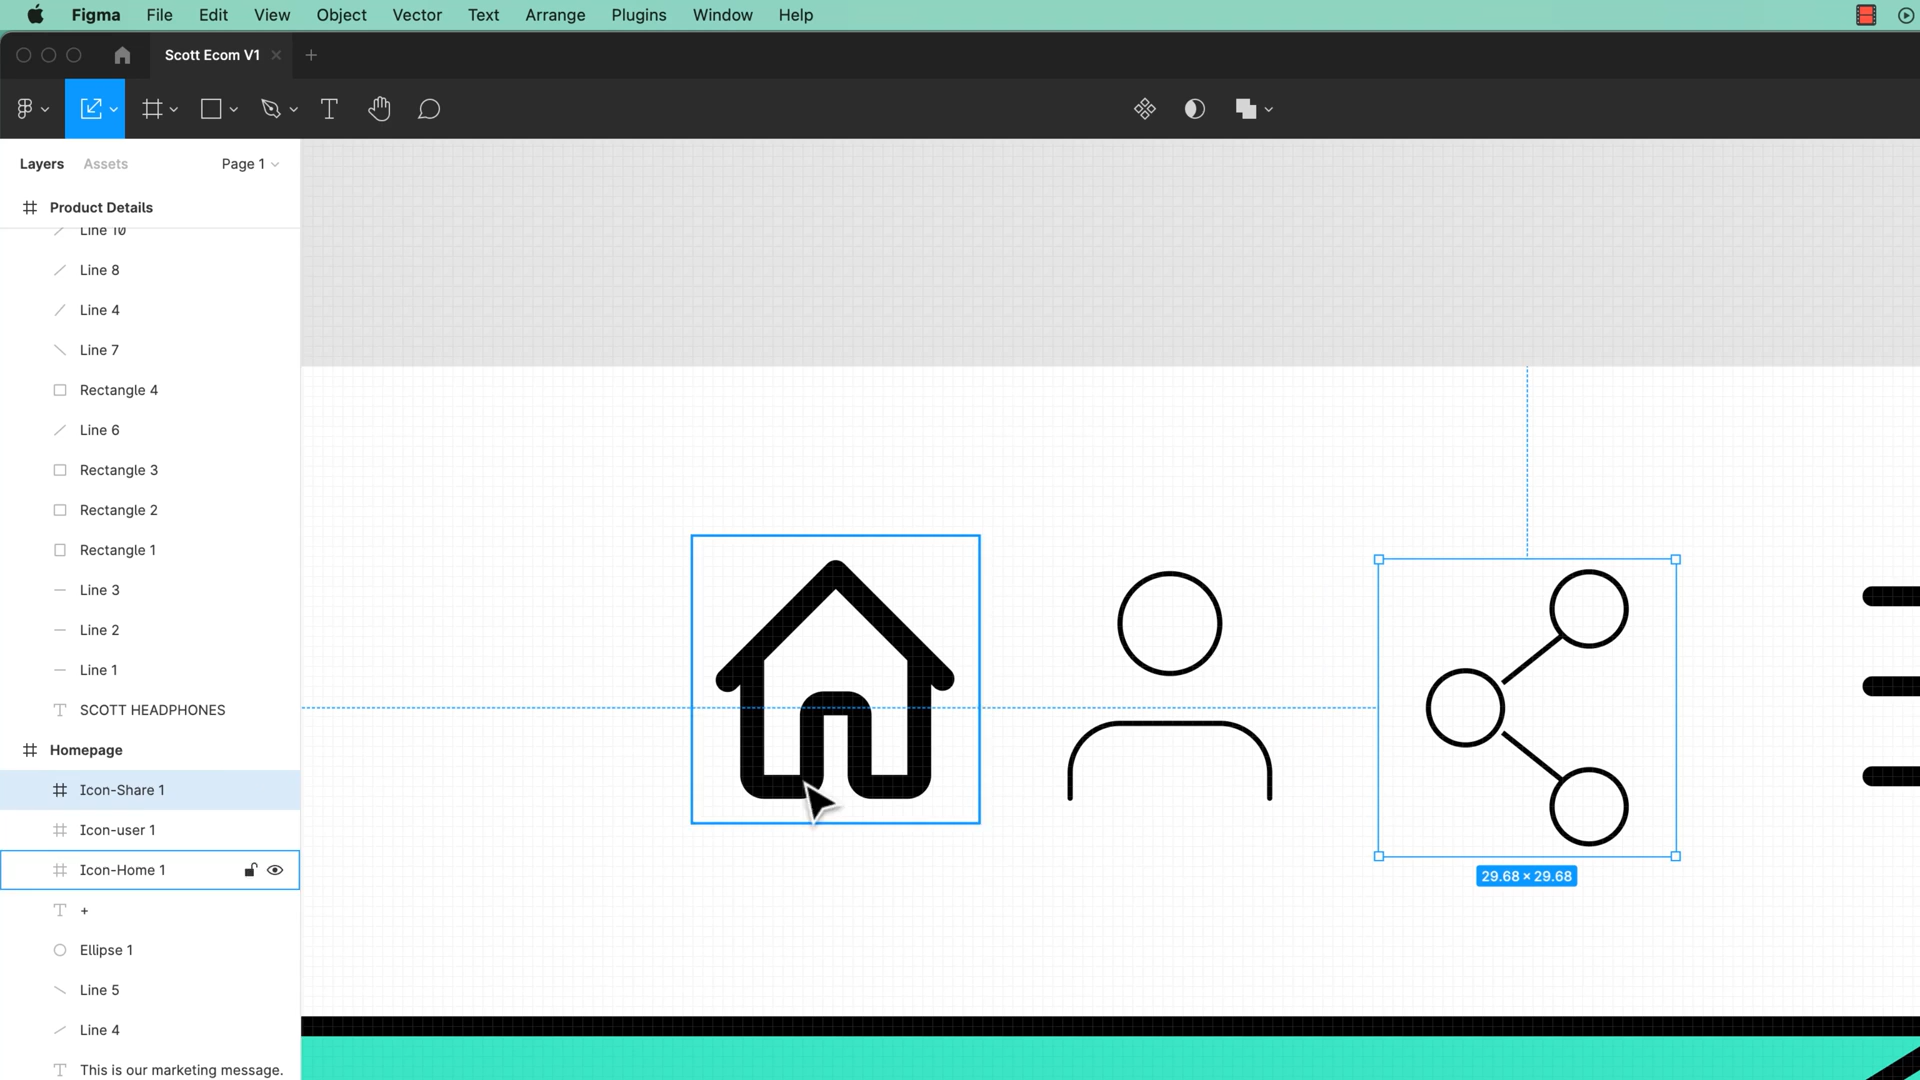 Figma File Edit View Object Vector Text Arrange Plugins Window Help
Scott Ecom V1
Layers Assets Page 1
Product Details
Line 10
Line 8
Line 4
Line 7
Rectangle 4
Line 6
Rectangle 3
Rectangle 2
Rectangle 1
Line 3
Line 2
Line 1
SCOTT HEADPHONES
Homepage
Icon-Share 1
Icon-user 1
Icon-Home 1
+
Ellipse 1
Line 5
Line 4
This is our marketing message.
29.68 × 29.68